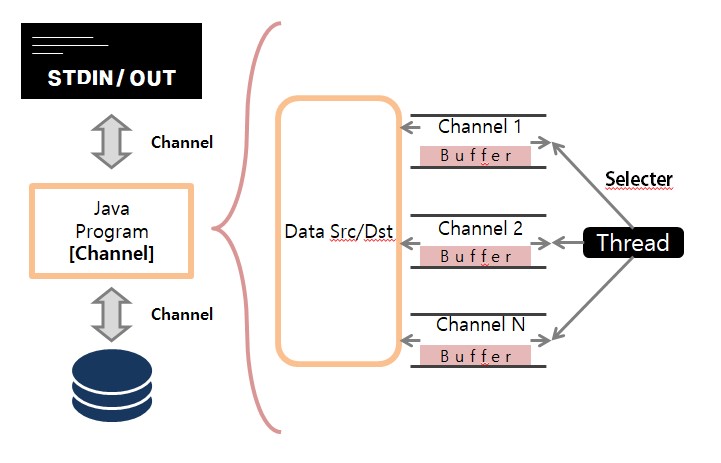 STDIN/OUT
Channel
Java
Program
[Channel]
Channel
Data Src/Dst
Channel 1
Buffer
Channel 2
Buffer
Channel N
Buffer
Selecter
Thread